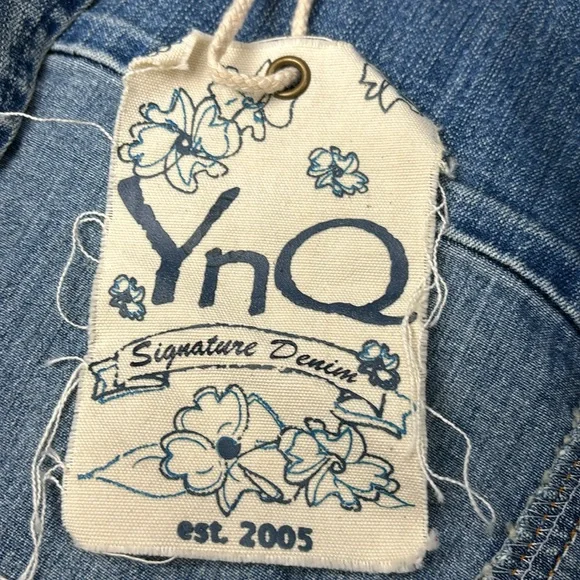 YnQ
Signature Denim
est. 2005